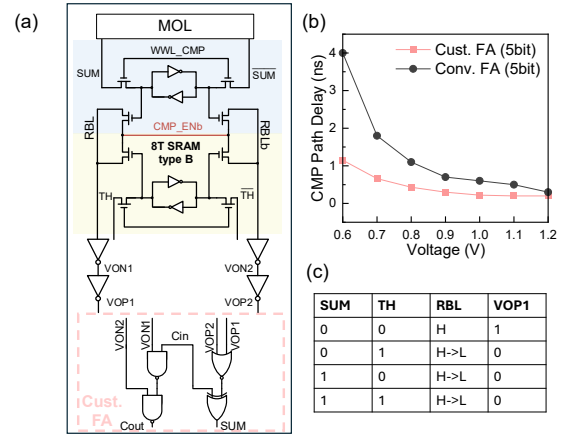 (a)
MOL
WWL_CMP
SUM
SUM
RBL
RBLb
CMP_ENb
8T SRAM
type B
TH
TH
VON1
VON2
VOP1
VOP2
VON2
VON1
Cin
VOP2
VOP1
Cust.
FA
Cout
SUM
(b)
CMP Path Delay (ns)
Cust. FA (5bit)
Conv. FA (5bit)
4
3
2
1
0
0.6 0.7 0.8 0.9 1.0 1.1 1.2
Voltage (V)
(c)
SUM TH RBL VOP1
0 0 H 1
0 1 H->L 0
1 0 H->L 0
1 1 H->L 0